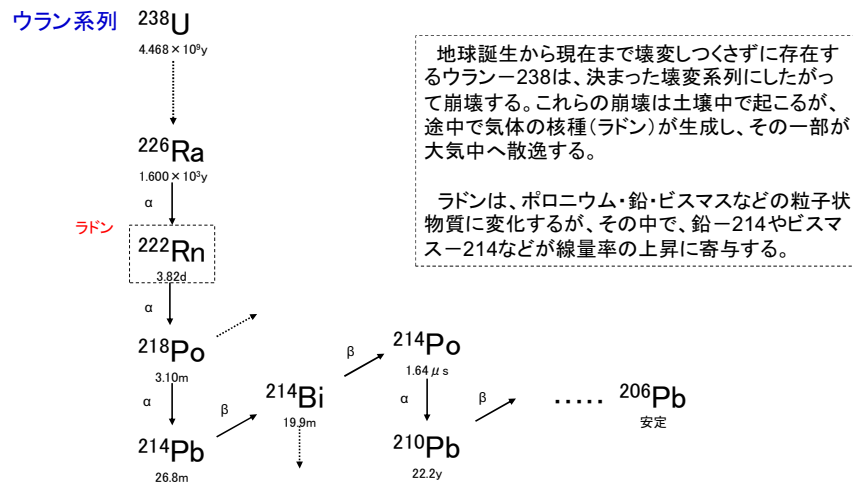 ウラン系列
²³⁸U
4.468×10⁹y
²²⁶Ra
1.600×10³y
α
ラドン
²²²Rn
3.82d
α
²¹⁸Po
3.10m
α
²¹⁴Pb
26.8m
β
²¹⁴Bi
19.9m
β
²¹⁴Po
1.64μs
α
²¹⁰Pb
22.2y
β
・・・・・
²⁰⁶Pb
安定
地球誕生から現在まで壊変しつくさずに存在す
るウラン－238は、決まった壊変系列にしたがっ
て崩壊する。これらの崩壊は土壌中で起こるが、
途中で気体の核種(ラドン)が生成し、その一部が
大気中へ散逸する。
ラドンは、ポロニウム・鉛・ビスマスなどの粒子状
物質に変化するが、その中で、鉛－214やビスマ
ス－214などが線量率の上昇に寄与する。